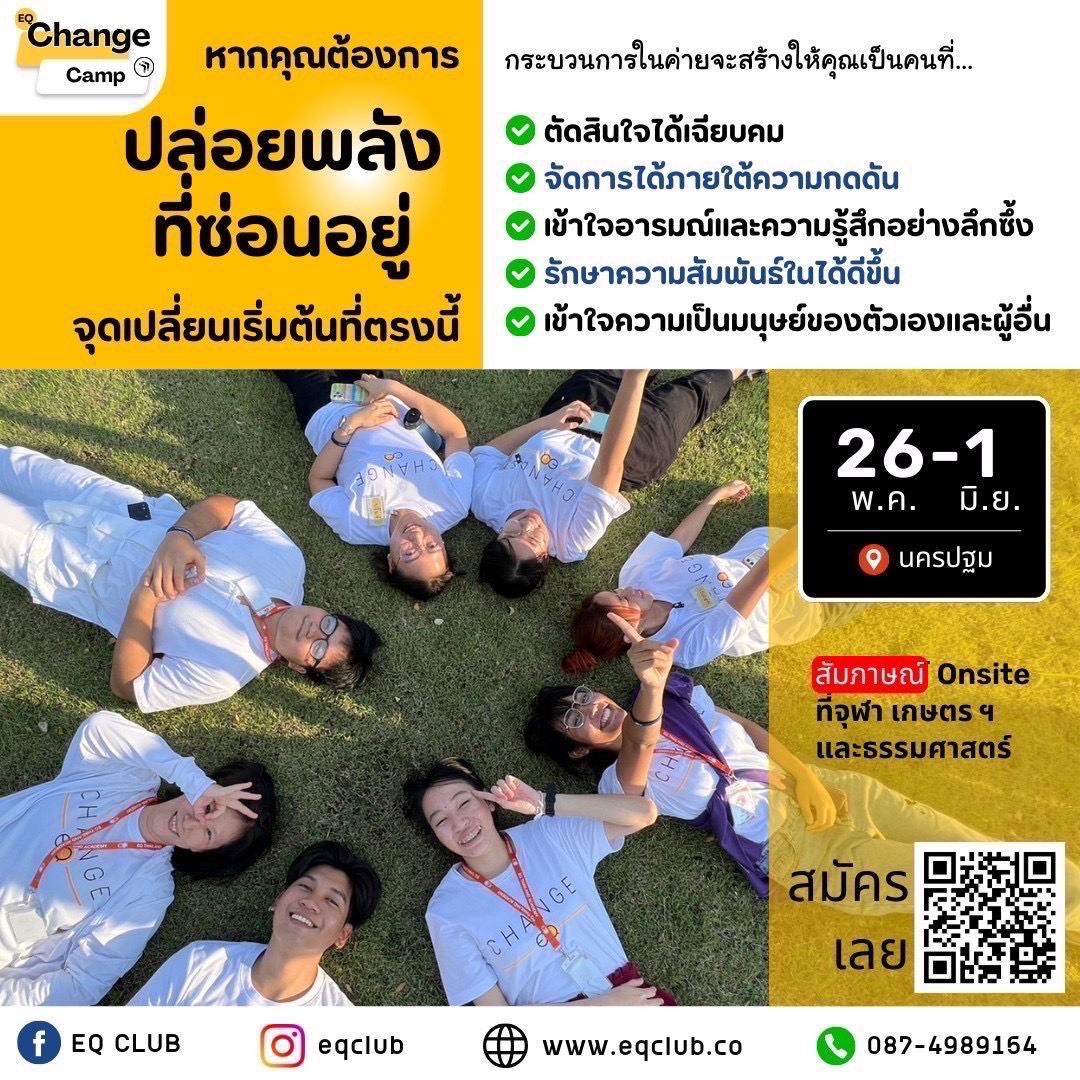 EQ
Change
Camp
หากคุณต้องการ
ปล่อยพลัง
ที่ซ่อนอยู่
จุดเปลี่ยนเริ่มต้นที่ตรงนี้
กระบวนการในค่ายจะสร้างให้คุณเป็นคนที่...
ตัดสินใจได้เฉียบคม
จัดการได้ภายใต้ความกดดัน
เข้าใจอารมณ์และความรู้สึกอย่างลึกซึ้ง
รักษาความสัมพันธ์ในได้ดีขึ้น
เข้าใจความเป็นมนุษย์ของตัวเองและผู้อื่น
26-1
พ.ค. มิ.ย.
นครปฐม
สัมภาษณ์ Onsite
ที่จุฬา เกษตร ฯ
และธรรมศาสตร์
สมัคร
เลย
CHANGE
CHANGE
CHANGE
EQ
CHANGE
EQ
EQ CLUB
eqclub
www.eqclub.co
087-4989154